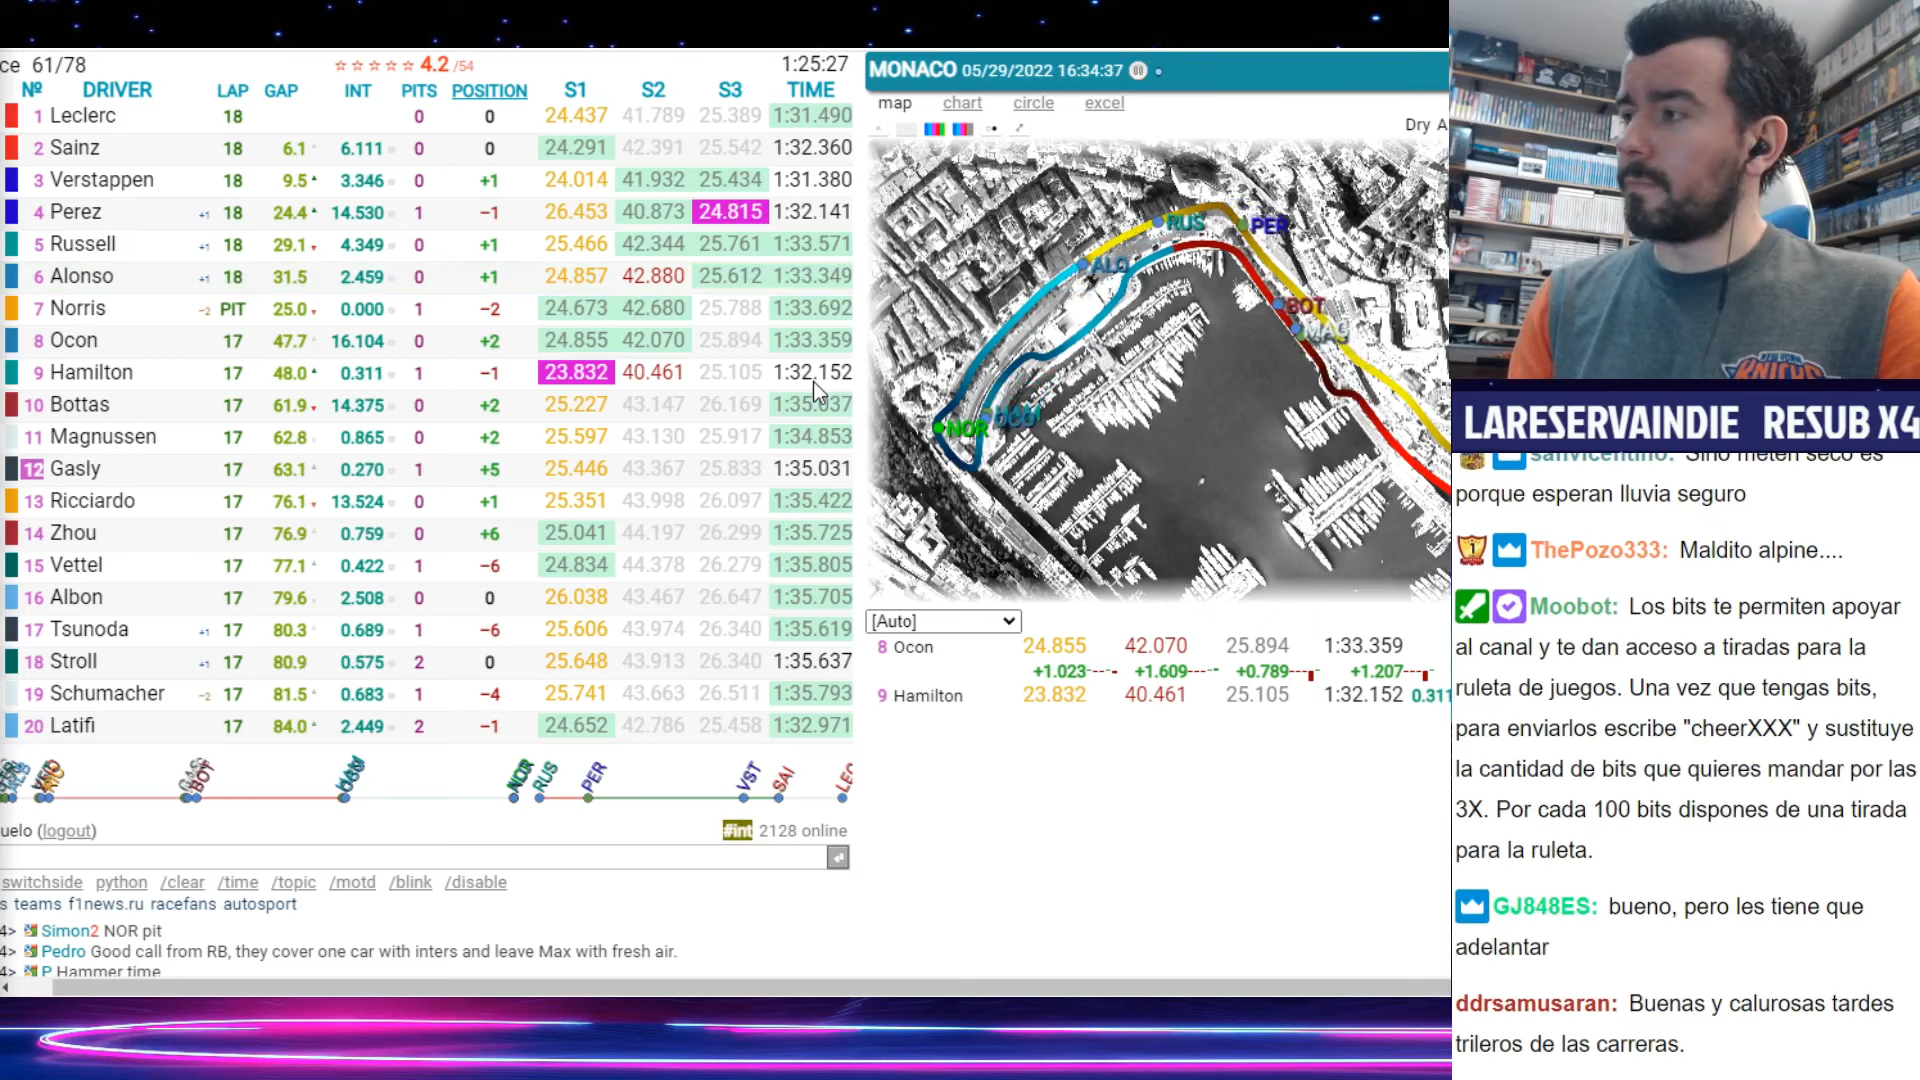 ce 61/78 ☆☆☆☆☆ 4.2 /54 1:25:27
Nº DRIVER LAP GAP INT PITS POSITION S1 S2 S3 TIME
1 Leclerc 18 0 0 24.437 41.789 25.389 1:31.490
2 Sainz 18 6.1 6.111 0 0 24.291 42.391 25.542 1:32.360
3 Verstappen 18 9.5 3.346 0 +1 24.014 41.932 25.434 1:31.380
4 Perez +1 18 24.4 14.530 1 −1 26.453 40.873 24.815 1:32.141
5 Russell +1 18 29.1 4.349 0 +1 25.466 42.344 25.761 1:33.571
6 Alonso +1 18 31.5 2.459 0 +1 24.857 42.880 25.612 1:33.349
7 Norris −2 PIT 25.0 0.000 1 −2 24.673 42.680 25.788 1:33.692
8 Ocon 17 47.7 16.104 0 +2 24.855 42.070 25.894 1:33.359
9 Hamilton 17 48.0 0.311 1 −1 23.832 40.461 25.105 1:32.152
10 Bottas 17 61.9 14.375 0 +2 25.227 43.147 26.169 1:35.037
11 Magnussen 17 62.8 0.865 0 +2 25.597 43.130 25.917 1:34.853
12 Gasly 17 63.1 0.270 1 +5 25.446 43.367 25.833 1:35.031
13 Ricciardo 17 76.1 13.524 0 +1 25.351 43.998 26.097 1:35.422
14 Zhou 17 76.9 0.759 0 +6 25.041 44.197 26.299 1:35.725
15 Vettel 17 77.1 0.422 1 −6 24.834 44.378 26.279 1:35.805
16 Albon 17 79.6 2.508 0 0 26.038 43.467 26.647 1:35.705
17 Tsunoda +1 17 80.3 0.689 1 −6 25.606 43.974 26.340 1:35.619
18 Stroll +1 17 80.9 0.575 2 0 25.648 43.913 26.340 1:35.637
19 Schumacher −2 17 81.5 0.683 1 −4 25.741 43.663 26.511 1:35.793
20 Latifi 17 84.0 2.449 2 −1 24.652 42.786 25.458 1:32.971
GAS BOT NOR RUS PER VST SAI LEC
uelo (logout) #int 2128 online
switchside python /clear /time /topic /motd /blink /disable
s teams f1news.ru racefans autosport
4> Simon2 NOR pit
4> Pedro Good call from RB, they cover one car with inters and leave Max with fresh air.
4> P Hammer time
MONACO 05/29/2022 16:34:37
map chart circle excel
Dry A
RUS PER
ALO
BOT
MAG
OCO
NOR
[Auto]
8 Ocon 24.855 42.070 25.894 1:33.359
+1.023 +1.609 +0.789 +1.207
9 Hamilton 23.832 40.461 25.105 1:32.152 0.311
NEW YORK
KNICKS
LARESERVAINDIE RESUB X4
sanvicentino: Sino meten seco es
porque esperan lluvia seguro
ThePozo333: Maldito alpine....
Moobot: Los bits te permiten apoyar
al canal y te dan acceso a tiradas para la
ruleta de juegos. Una vez que tengas bits,
para enviarlos escribe "cheerXXX" y sustituye
la cantidad de bits que quieres mandar por las
3X. Por cada 100 bits dispones de una tirada
para la ruleta.
GJ848ES: bueno, pero les tiene que
adelantar
ddrsamusaran: Buenas y calurosas tardes
trileros de las carreras.